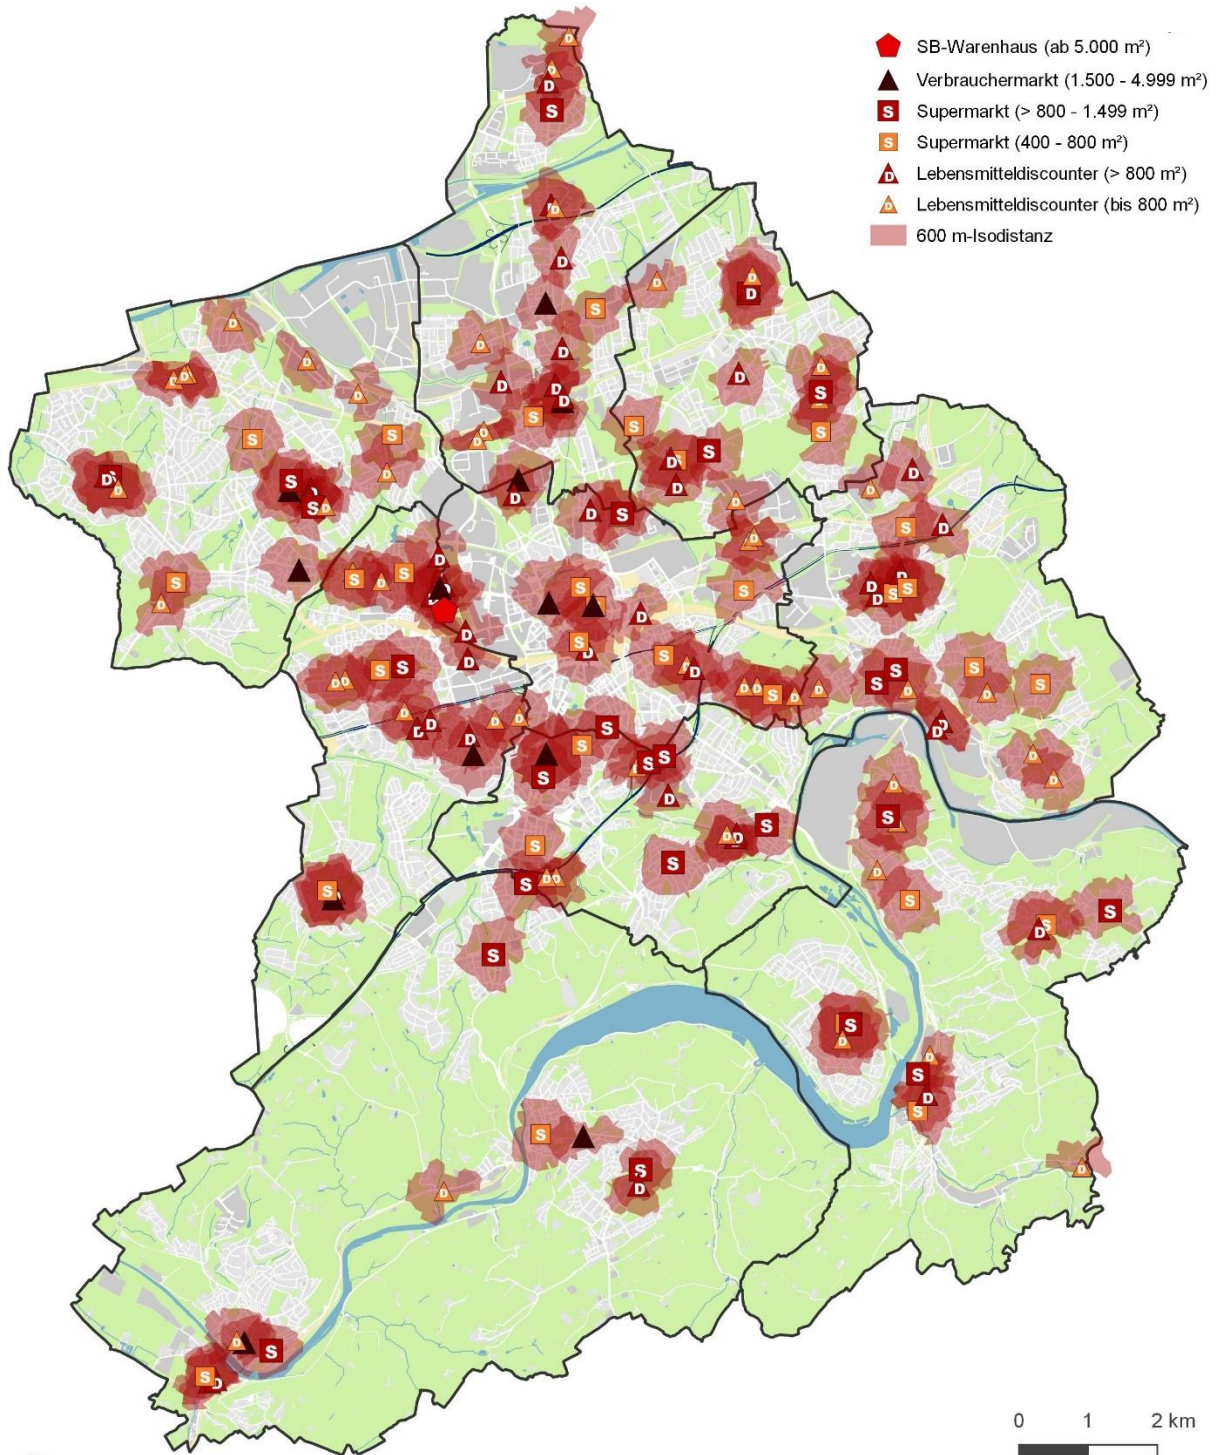 SB-Warenhaus (ab 5.000 m²)
Verbrauchermarkt (1.500 - 4.999 m²)
S Supermarkt (> 800 - 1.499 m²)
S Supermarkt (400 - 800 m²)
D Lebensmitteldiscounter (> 800 m²)
D Lebensmitteldiscounter (bis 800 m²)
600 m-Isodistanz
0 1 2 km